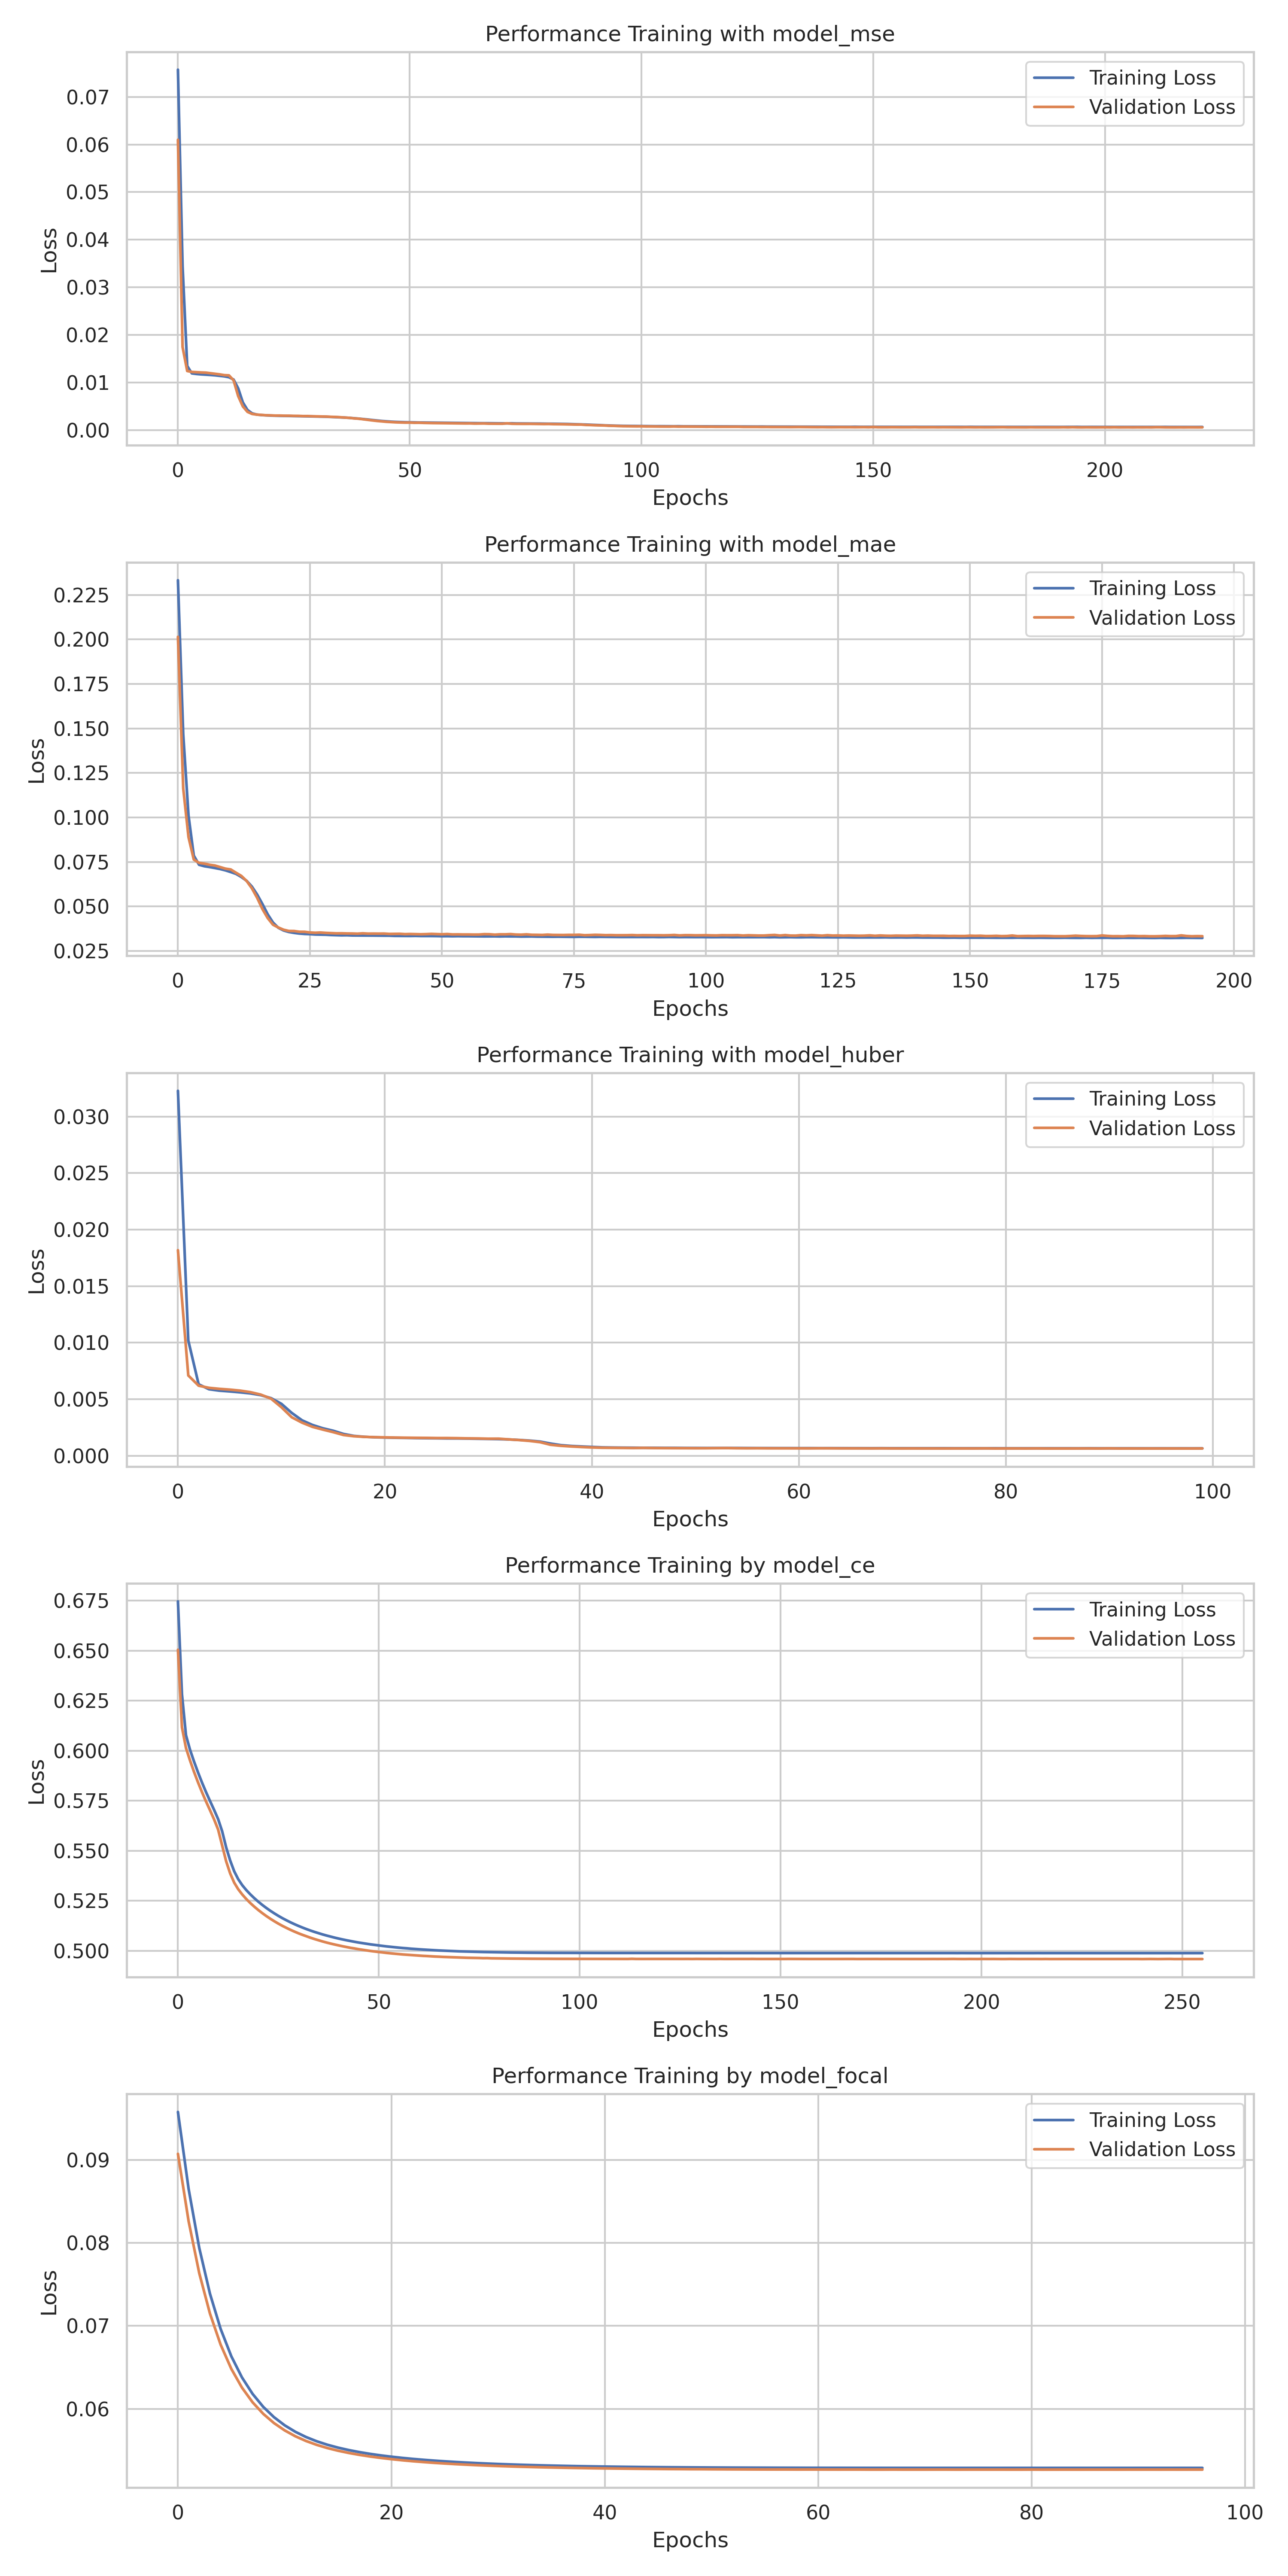 Performance Training with model_mse
Training Loss
Validation Loss
0.07
0.06
0.05
0.04
0.03
0.02
0.01
0.00
Loss
0 50 100 150 200
Epochs
Performance Training with model_mae
Training Loss
Validation Loss
0.225
0.200
0.175
0.150
0.125
0.100
0.075
0.050
0.025
Loss
0 25 50 75 100 125 150 175 200
Epochs
Performance Training with model_huber
Training Loss
Validation Loss
0.030
0.025
0.020
0.015
0.010
0.005
0.000
Loss
0 20 40 60 80 100
Epochs
Performance Training by model_ce
Training Loss
Validation Loss
0.675
0.650
0.625
0.600
0.575
0.550
0.525
0.500
Loss
0 50 100 150 200 250
Epochs
Performance Training by model_focal
Training Loss
Validation Loss
0.09
0.08
0.07
0.06
Loss
0 20 40 60 80 100
Epochs